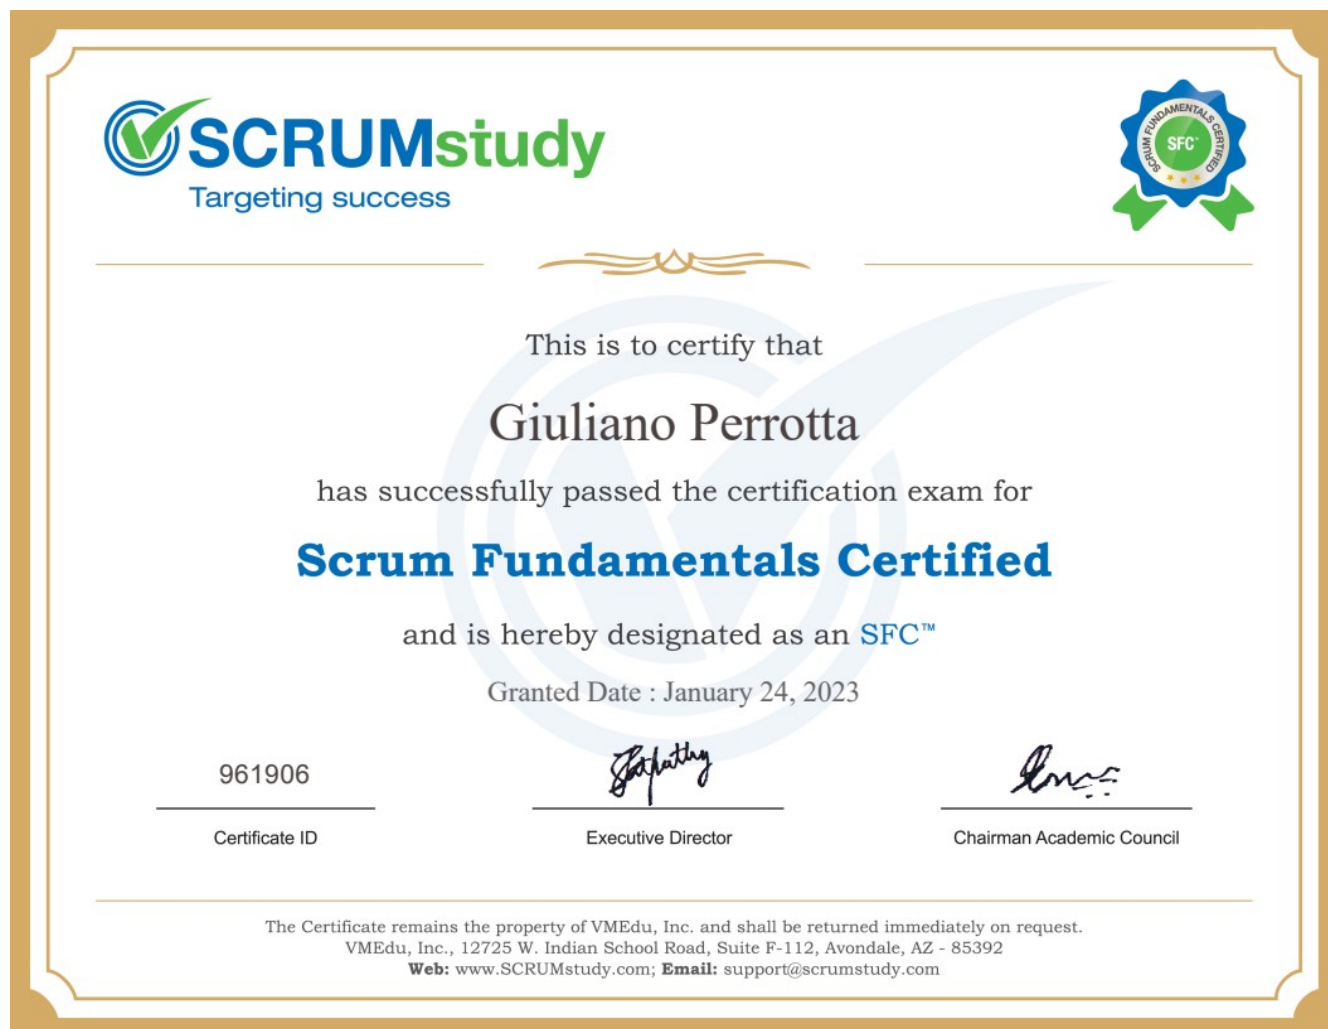 SCRUMstudy
Targeting success
SCRUM FUNDAMENTALS CERTIFIED
SFC™
This is to certify that
Giuliano Perrotta
has successfully passed the certification exam for
Scrum Fundamentals Certified
and is hereby designated as an SFC™
Granted Date : January 24, 2023
961906
Certificate ID
Executive Director
Chairman Academic Council
The Certificate remains the property of VMEdu, Inc. and shall be returned immediately on request.
VMEdu, Inc., 12725 W. Indian School Road, Suite F-112, Avondale, AZ - 85392
Web: www.SCRUMstudy.com; Email: support@scrumstudy.com